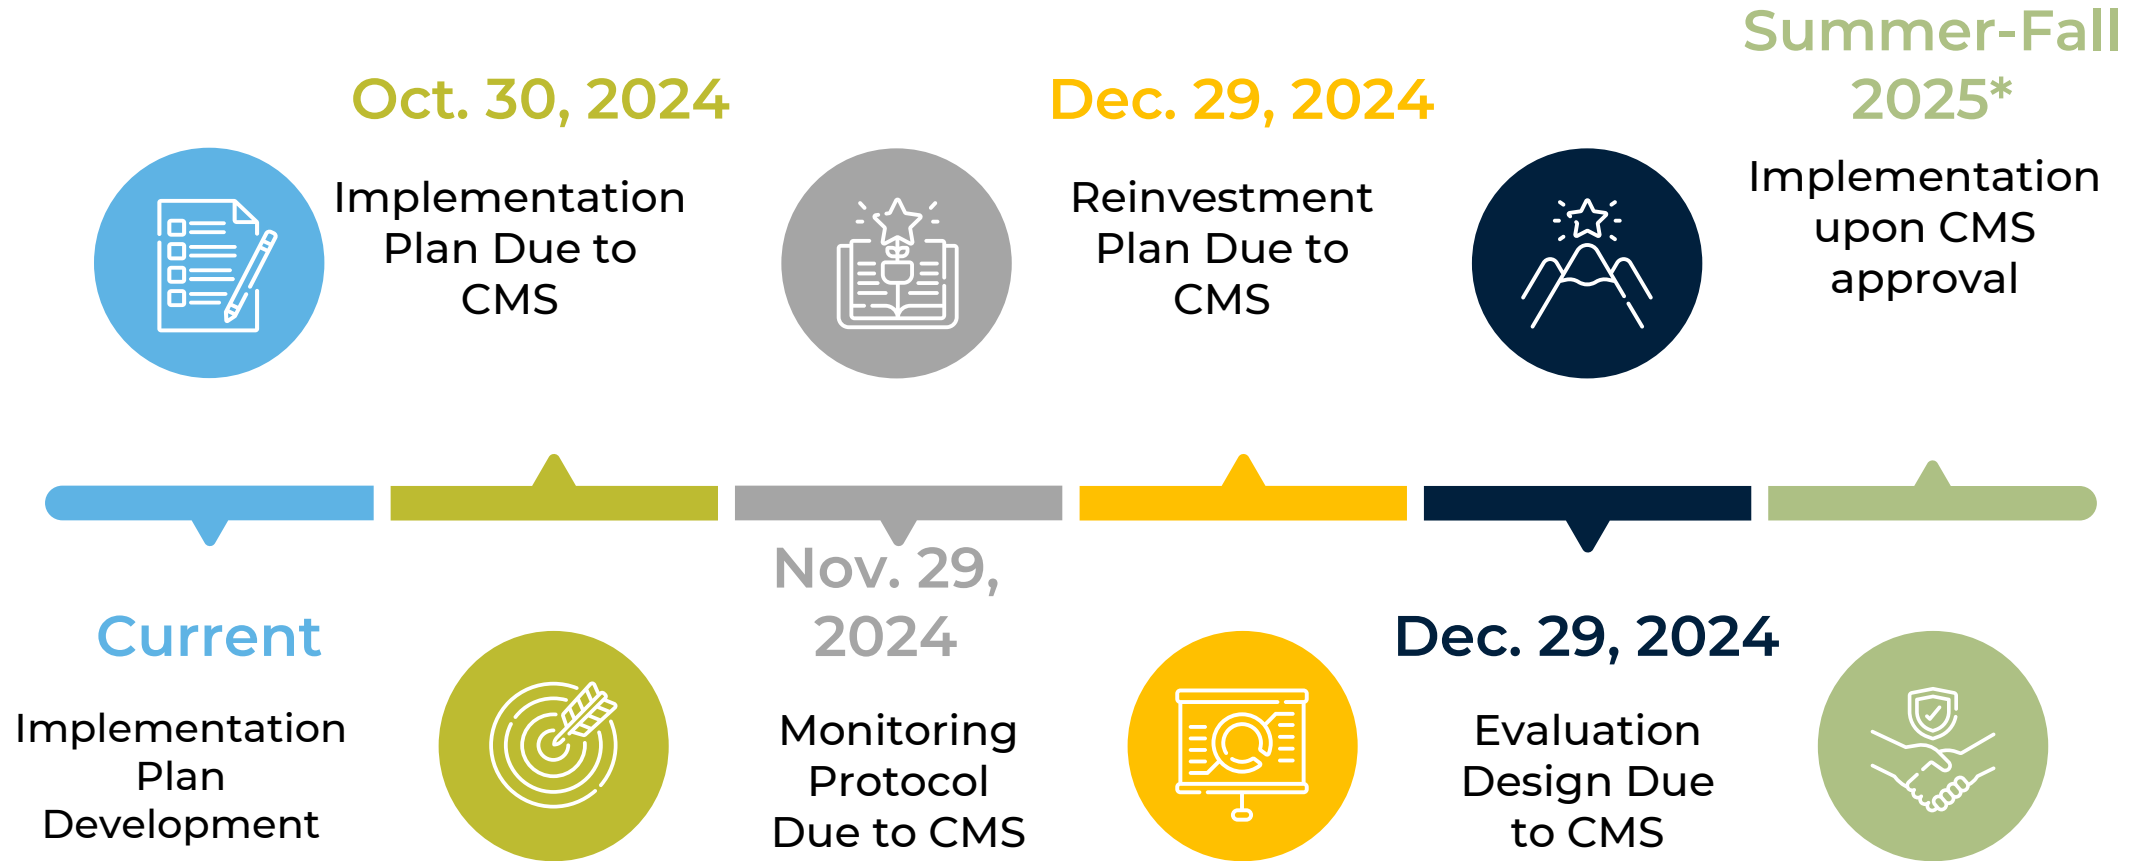 Current
Implementation
Plan
Development
Oct. 30, 2024
Implementation
Plan Due to
CMS
Nov. 29,
2024
Monitoring
Protocol
Due to CMS
Dec. 29, 2024
Reinvestment
Plan Due to
CMS
Dec. 29, 2024
Evaluation
Design Due
to CMS
Summer-Fall
2025*
Implementation
upon CMS
approval